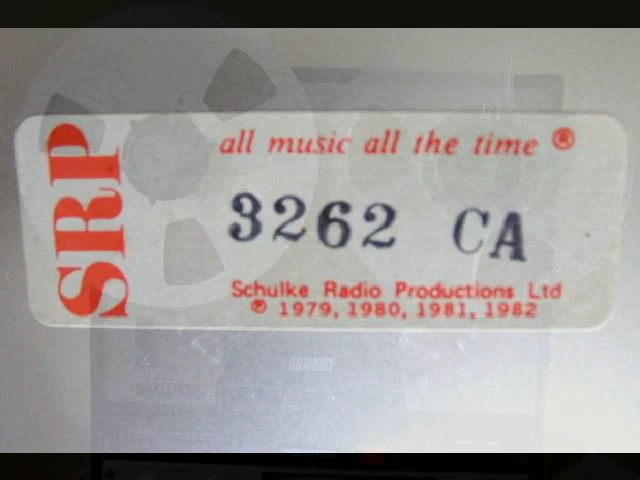 SRP
all music all the time ®
3262 CA
Schulke Radio Productions Ltd
℗ 1979, 1980, 1981, 1982